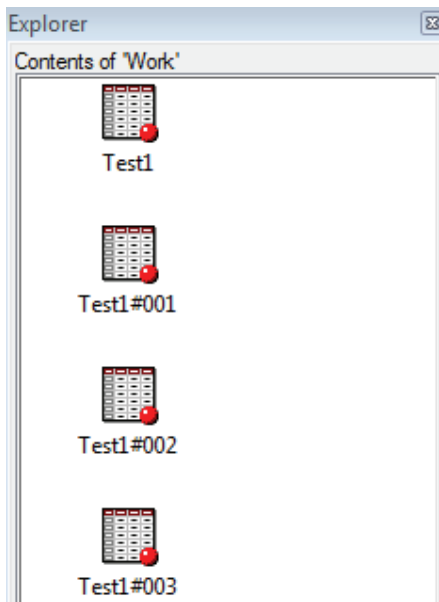 Explorer
Contents of 'Work'
Test1
Test1#001
Test1#002
Test1#003